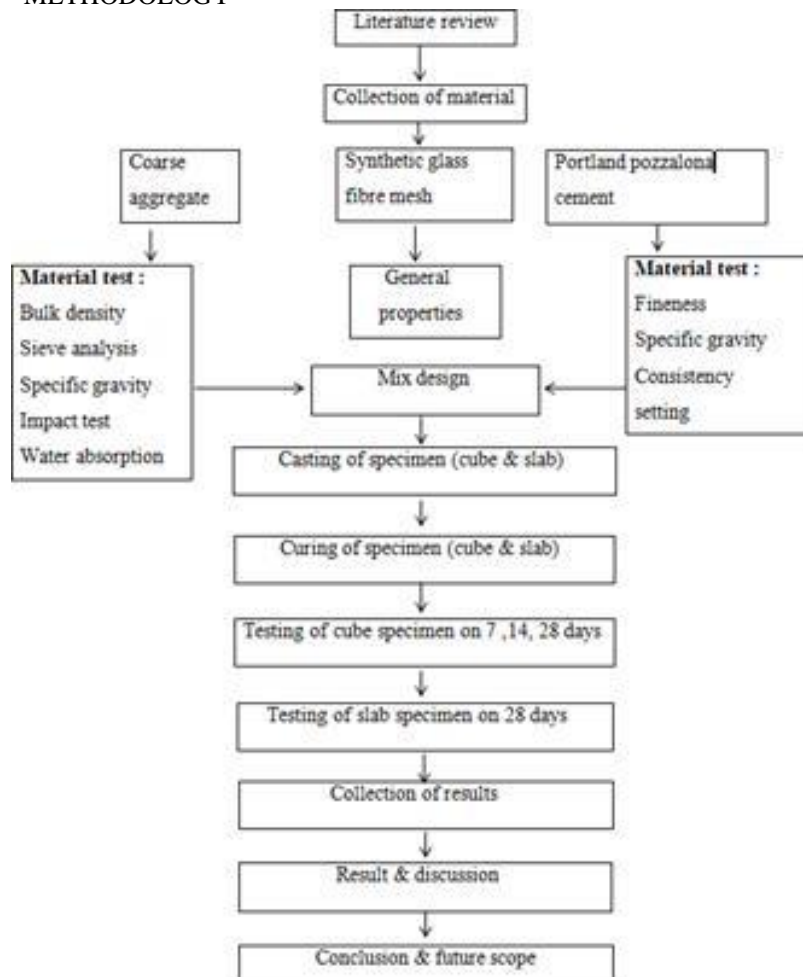 METHODOLOGY
Literature review
Collection of material
Coarse
aggregate
Synthetic glass
fibre mesh
Portland pozzalona
cement
Material test :
Bulk density
Sieve analysis
Specific gravity
Impact test
Water absorption
General
properties
Material test :
Fineness
Specific gravity
Consistency
setting
Mix design
Casting of specimen (cube & slab)
Curing of specimen (cube & slab)
Testing of cube specimen on 7 ,14, 28 days
Testing of slab specimen on 28 days
Collection of results
Result & discussion
Conclusion & future scope